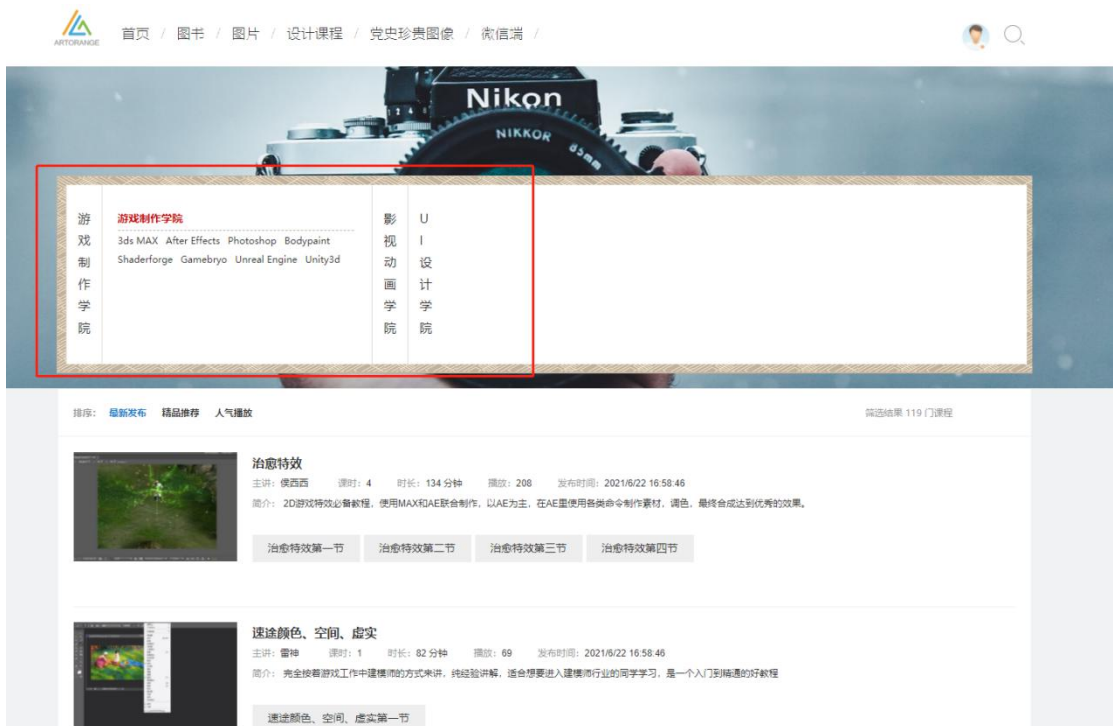 ARTORANGE
首页 / 图书 / 图片 / 设计课程 / 党史珍贵图像 / 微信端 /
Nikon
NIKKOR 85mm
游戏制作学院
游戏制作学院
3ds MAX After Effects Photoshop Bodypaint
Shaderforge Gamebryo Unreal Engine Unity3d
影视动画学院
UI设计学院
排序： 最新发布 精品推荐 人气播放
筛选结果 119 门课程
治愈特效
主讲：侯西西 课时：4 时长：134 分钟 播放：208 发布时间：2021/6/22 16:58:46
简介： 2D游戏特效必备教程，使用MAX和AE联合制作，以AE为主，在AE里使用各类命令制作素材，调色，最终合成达到优秀的效果。
治愈特效第一节 治愈特效第二节 治愈特效第三节 治愈特效第四节
速途颜色、空间、虚实
主讲：雷神 课时：1 时长：82 分钟 播放：69 发布时间：2021/6/22 16:58:46
简介： 完全按着游戏工作中建模师的方式来讲，纯经验讲解，适合想要进入建模师行业的同学学习，是一个入门到精通的好教程
速途颜色、空间、虚实第一节